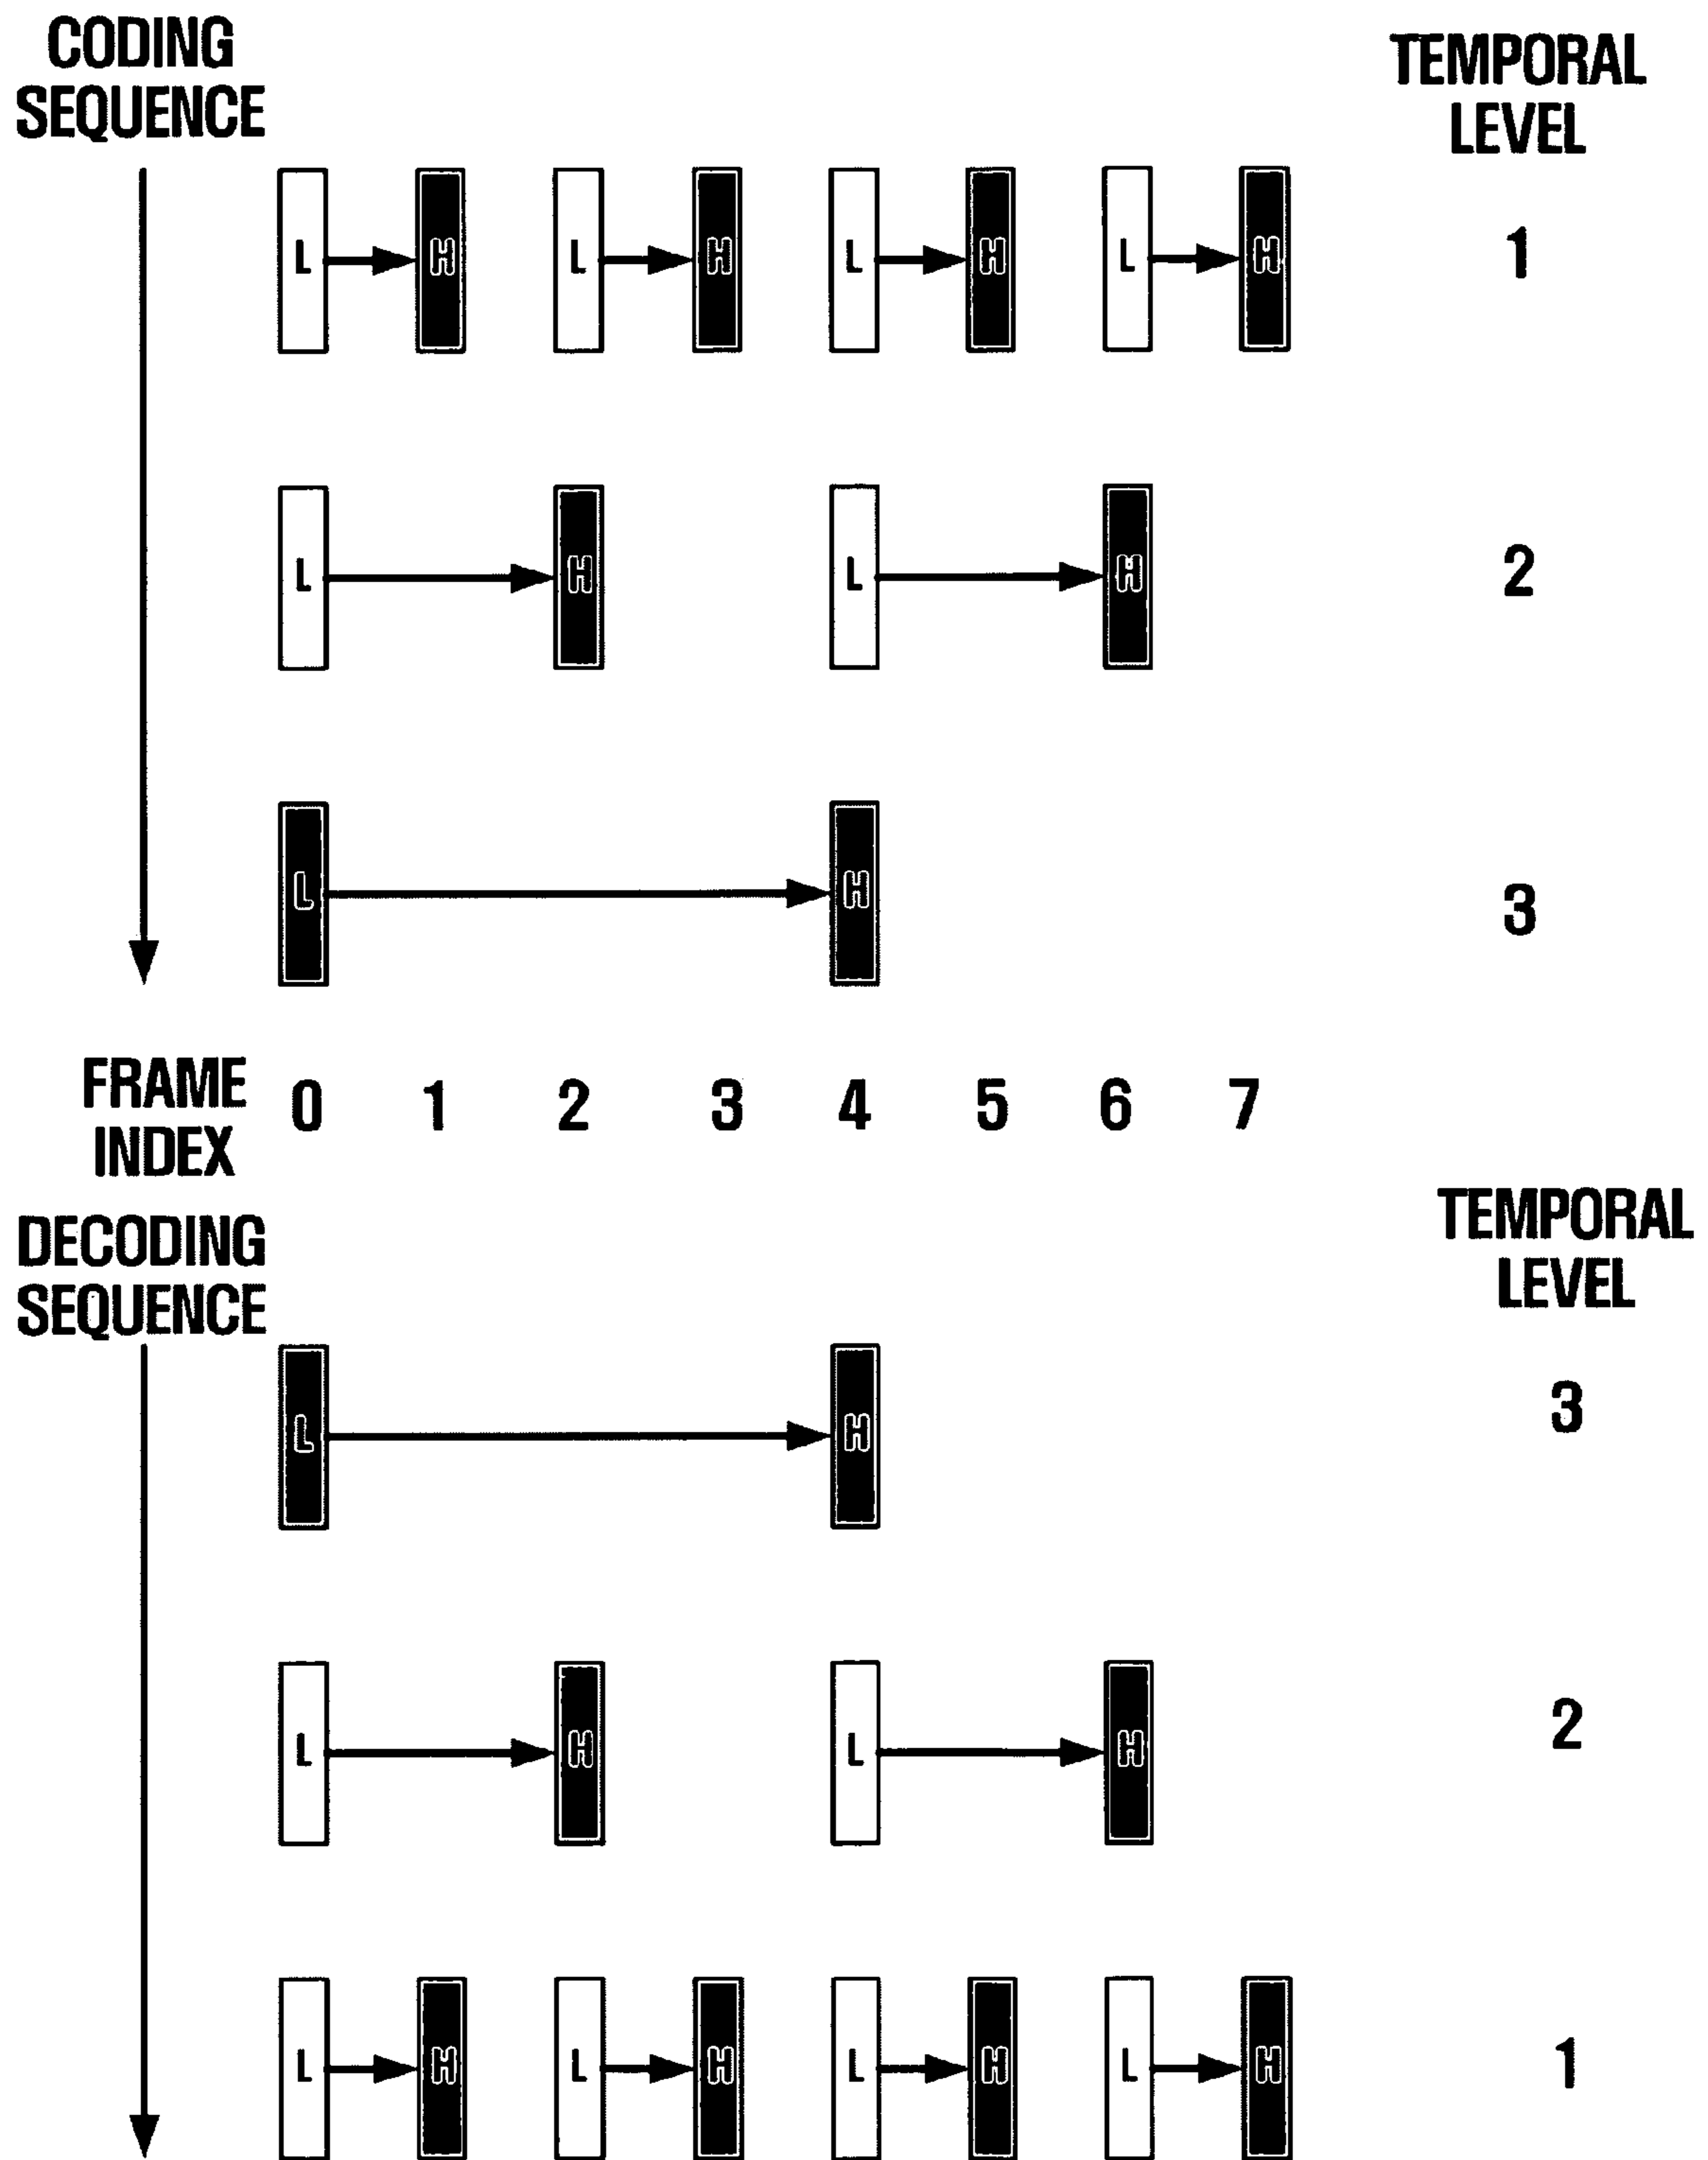 CODING
SEQUENCE
TEMPORAL
LEVEL
L H L H L H L H 1
L H L H 2
L H 3
FRAME
INDEX
0 1 2 3 4 5 6 7
DECODING
SEQUENCE
TEMPORAL
LEVEL
L H 3
L H L H 2
L H L H L H L H 1